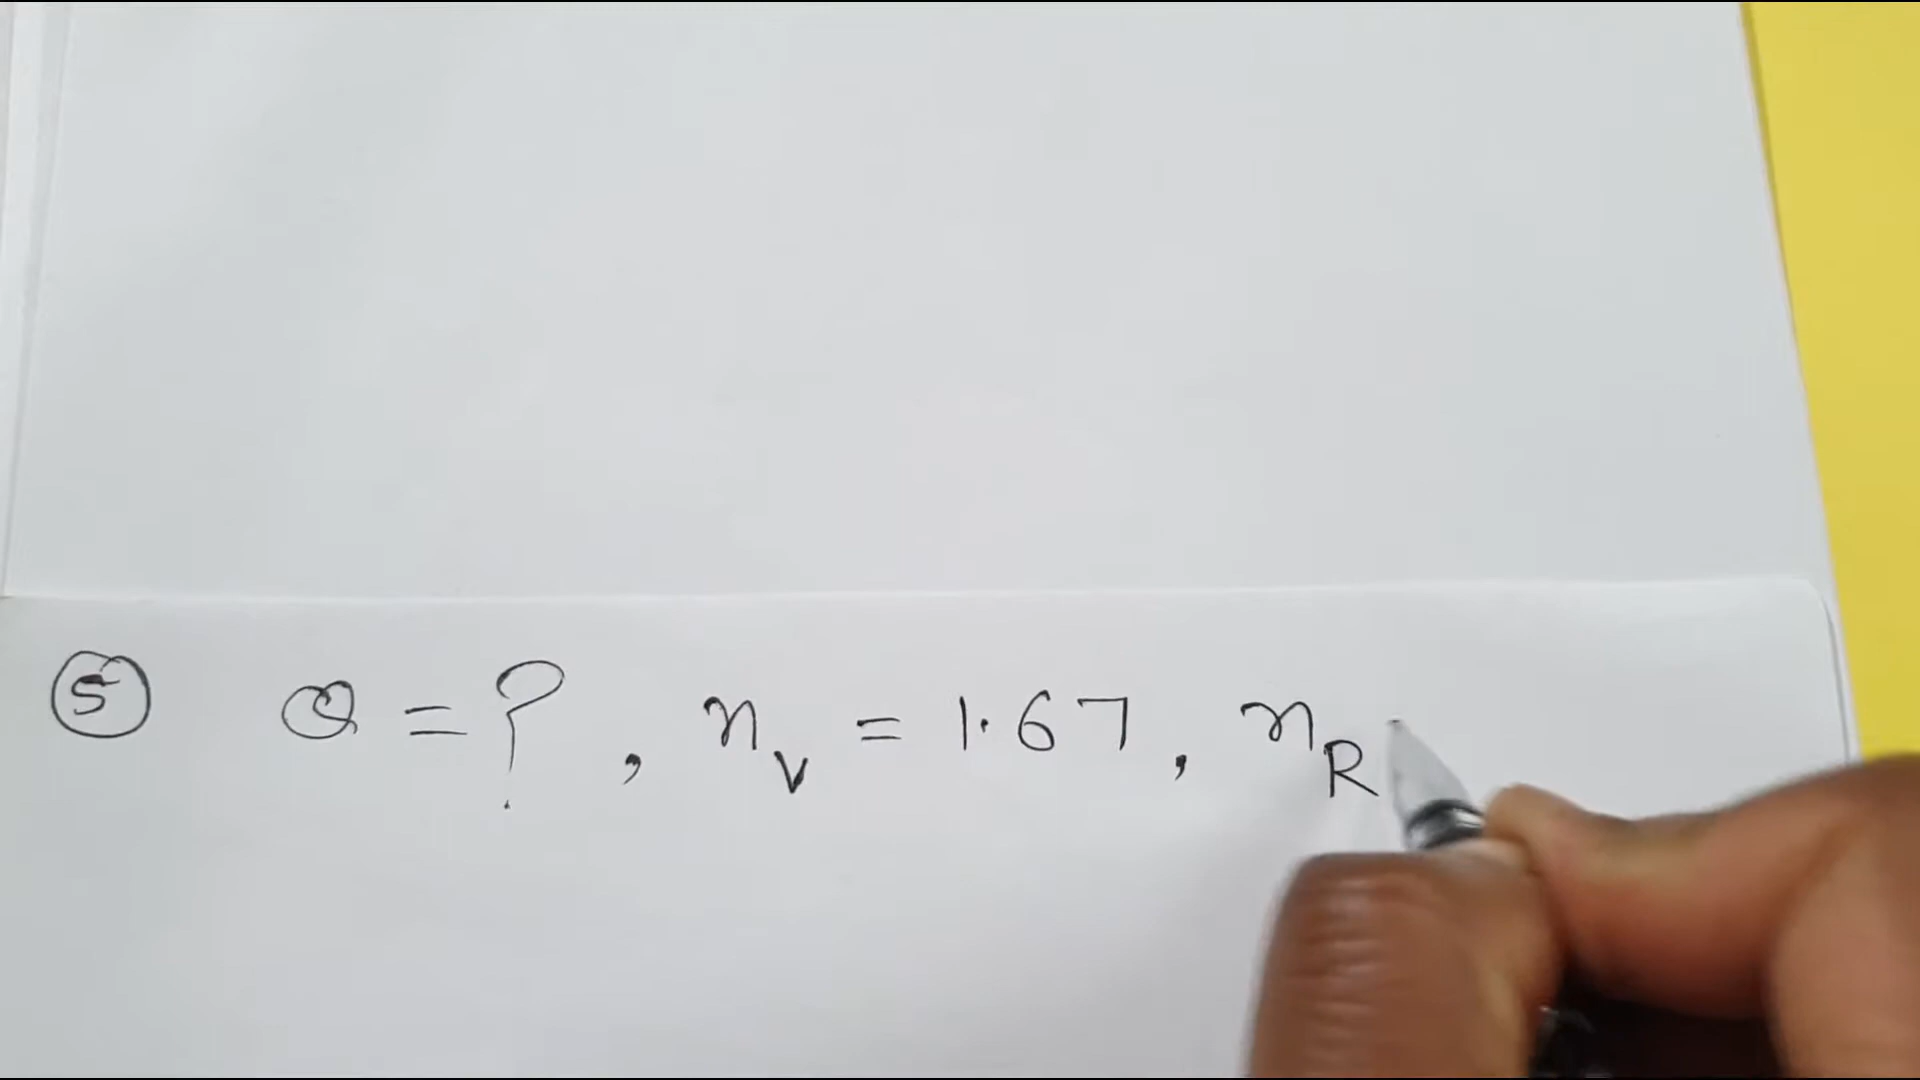 ⑤ Q = ?, n_V = 1.67, n_R